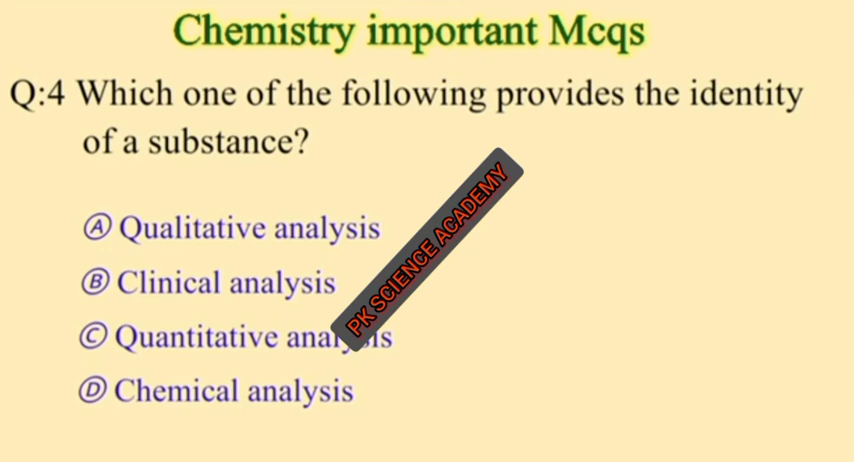 Chemistry important Mcqs
Q:4 Which one of the following provides the identity
of a substance?
Ⓐ Qualitative analysis
Ⓑ Clinical analysis
Ⓒ Quantitative analysis
Ⓓ Chemical analysis
PK SCIENCE ACADEMY